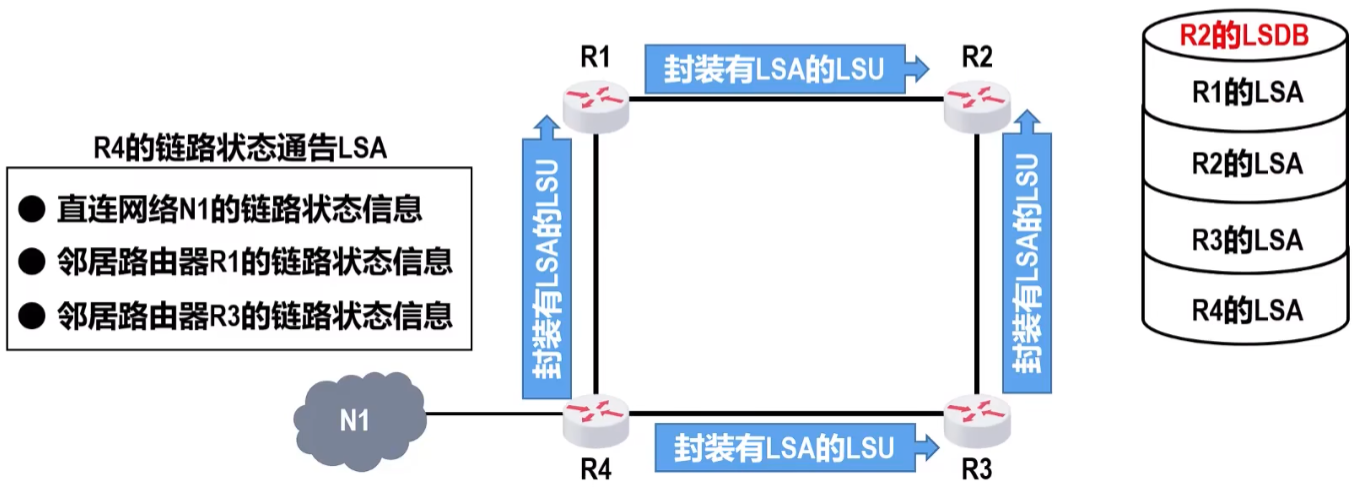 R4的链路状态通告LSA
● 直连网络N1的链路状态信息
● 邻居路由器R1的链路状态信息
● 邻居路由器R3的链路状态信息
N1
R1
封装有LSA的LSU
R2
封装有LSA的LSU
封装有LSA的LSU
R4
封装有LSA的LSU
R3
R2的LSDB
R1的LSA
R2的LSA
R3的LSA
R4的LSA